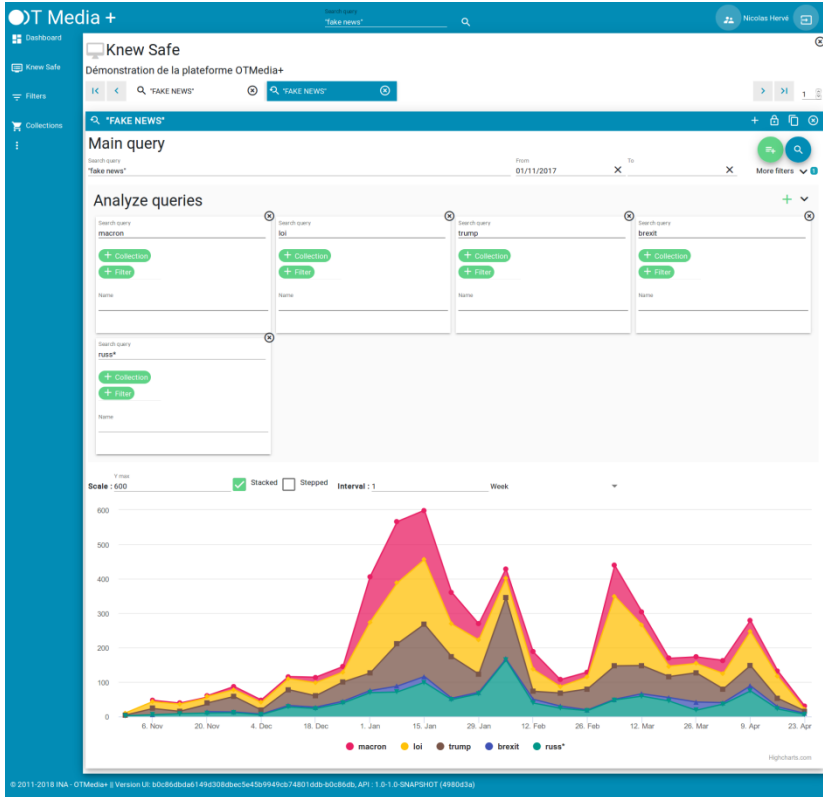 OT Media +
Search query
"fake news"
Nicolas Hervé
Dashboard
Knew Safe
Filters
Collections
Knew Safe
Démonstration de la plateforme OTMedia+
"FAKE NEWS"
"FAKE NEWS"
1
"FAKE NEWS"
Main query
Search query
"fake news"
From
01/11/2017
To
More filters
1
Analyze queries
Search query
macron
+ Collection
+ Filter
Name
Search query
loi
+ Collection
+ Filter
Name
Search query
trump
+ Collection
+ Filter
Name
Search query
brexit
+ Collection
+ Filter
Name
Search query
russ*
+ Collection
+ Filter
Name
Y max
Scale : 600
Stacked
Stepped
Interval : 1
Week
600
500
400
300
200
100
0
6. Nov 20. Nov 4. Dec 18. Dec 1. Jan 15. Jan 29. Jan 12. Feb 26. Feb 12. Mar 26. Mar 9. Apr 23. Apr
macron loi trump brexit russ*
Highcharts.com
© 2011-2018 INA - OTMedia+ || Version UI: b0c86dbda6149d308dbec5e45b9949cb74801ddb-b0c86db, API : 1.0-1.0-SNAPSHOT (4980d3a)